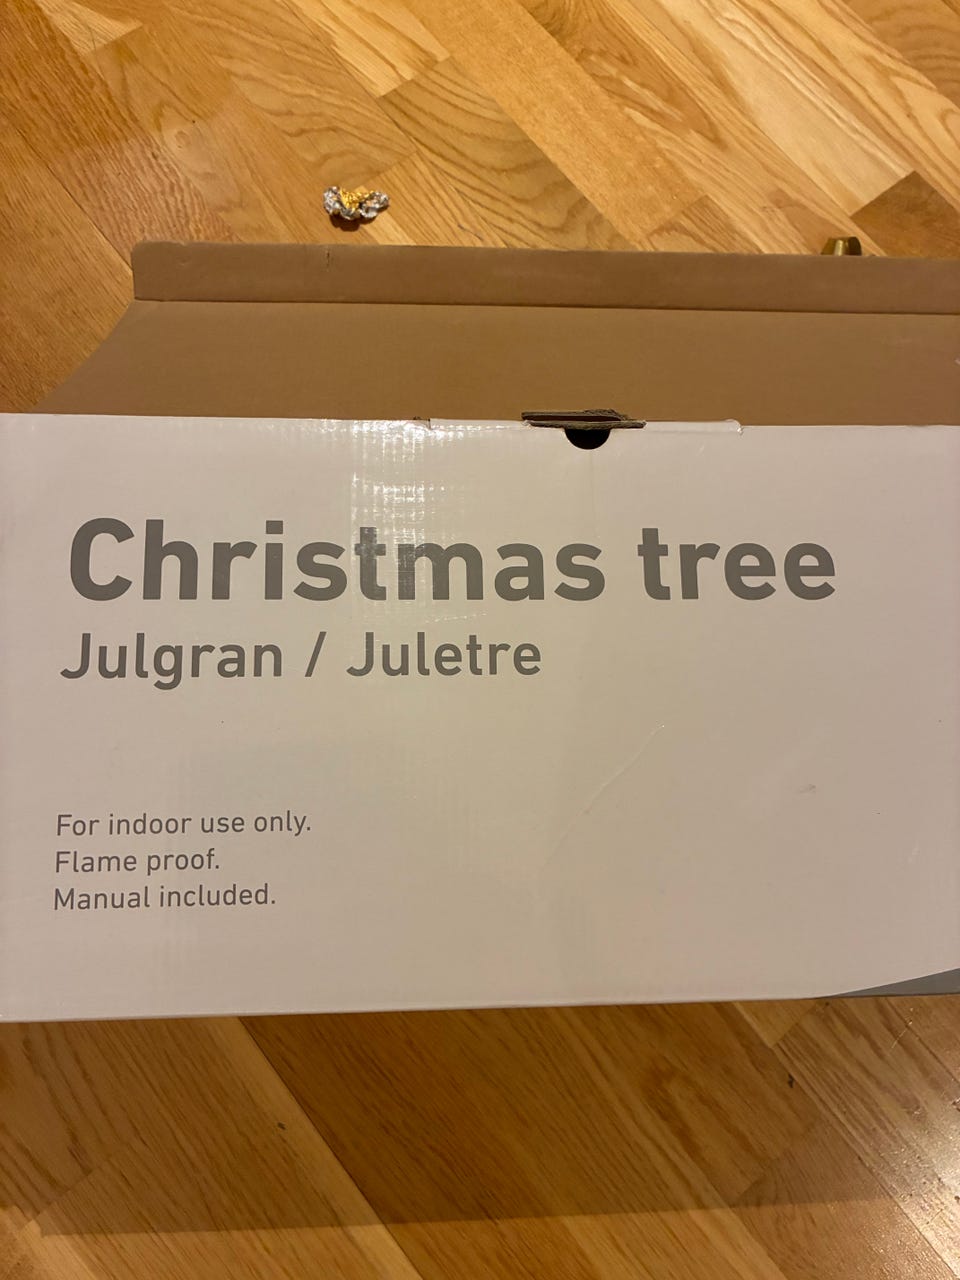 Christmas tree
Julgran / Juletre
For indoor use only.
Flame proof.
Manual included.